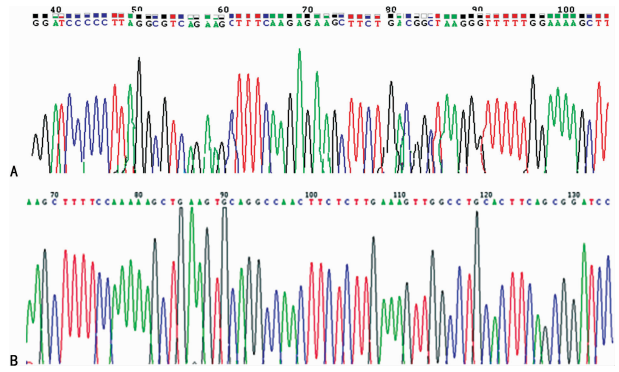 40 50 60 70 80 90 100
GGATCCCCCTTAGGCGTCAGAAGCTTTCAAGAGAAGCTTCTGACGGCTAAGGGTTTTTGGAAAAGCTT
A
70 80 90 100 110 120 130
AAGCTTTTCCAAAAAGCTGAAGTGCAGGCCAACTTCTCTTGAAAGTTGGCCTGCACTTCAGCGGATCC
B